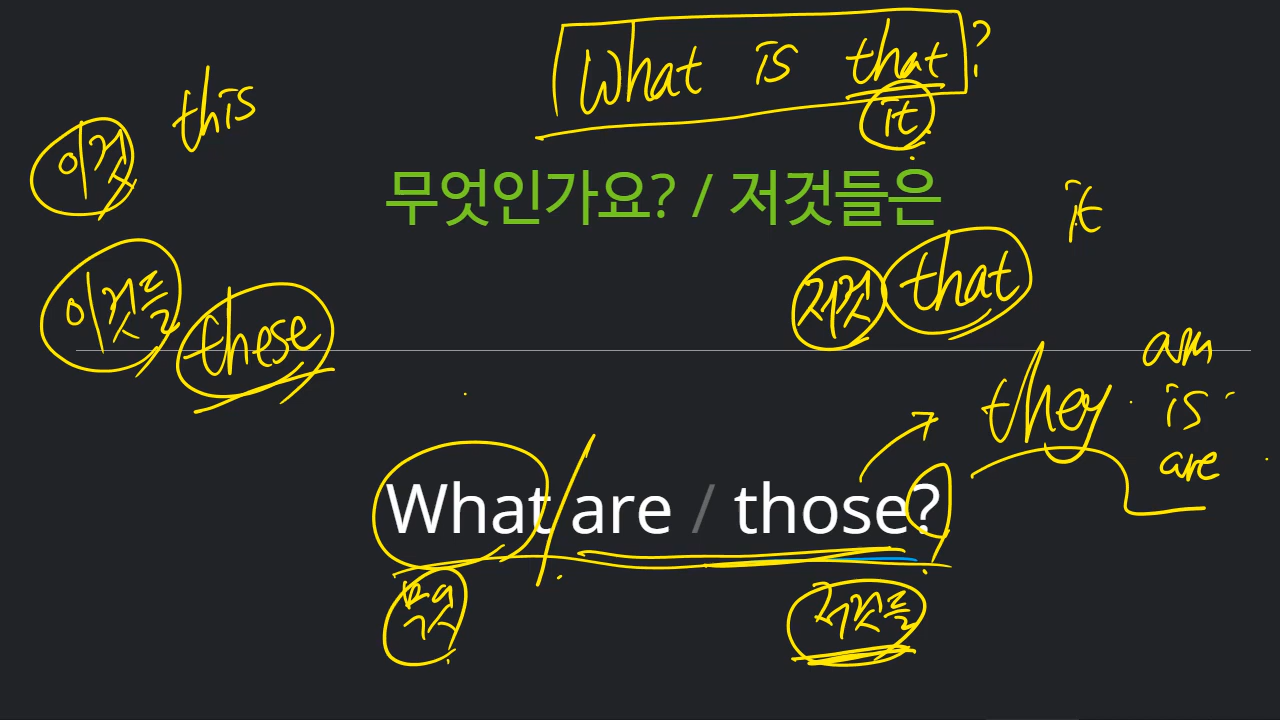 What is that?
it.
이것 this
무엇인가요? / 저것들은
it
이것들 these
저것 that
they
am
is
are
What / are / those?
무엇
저것들